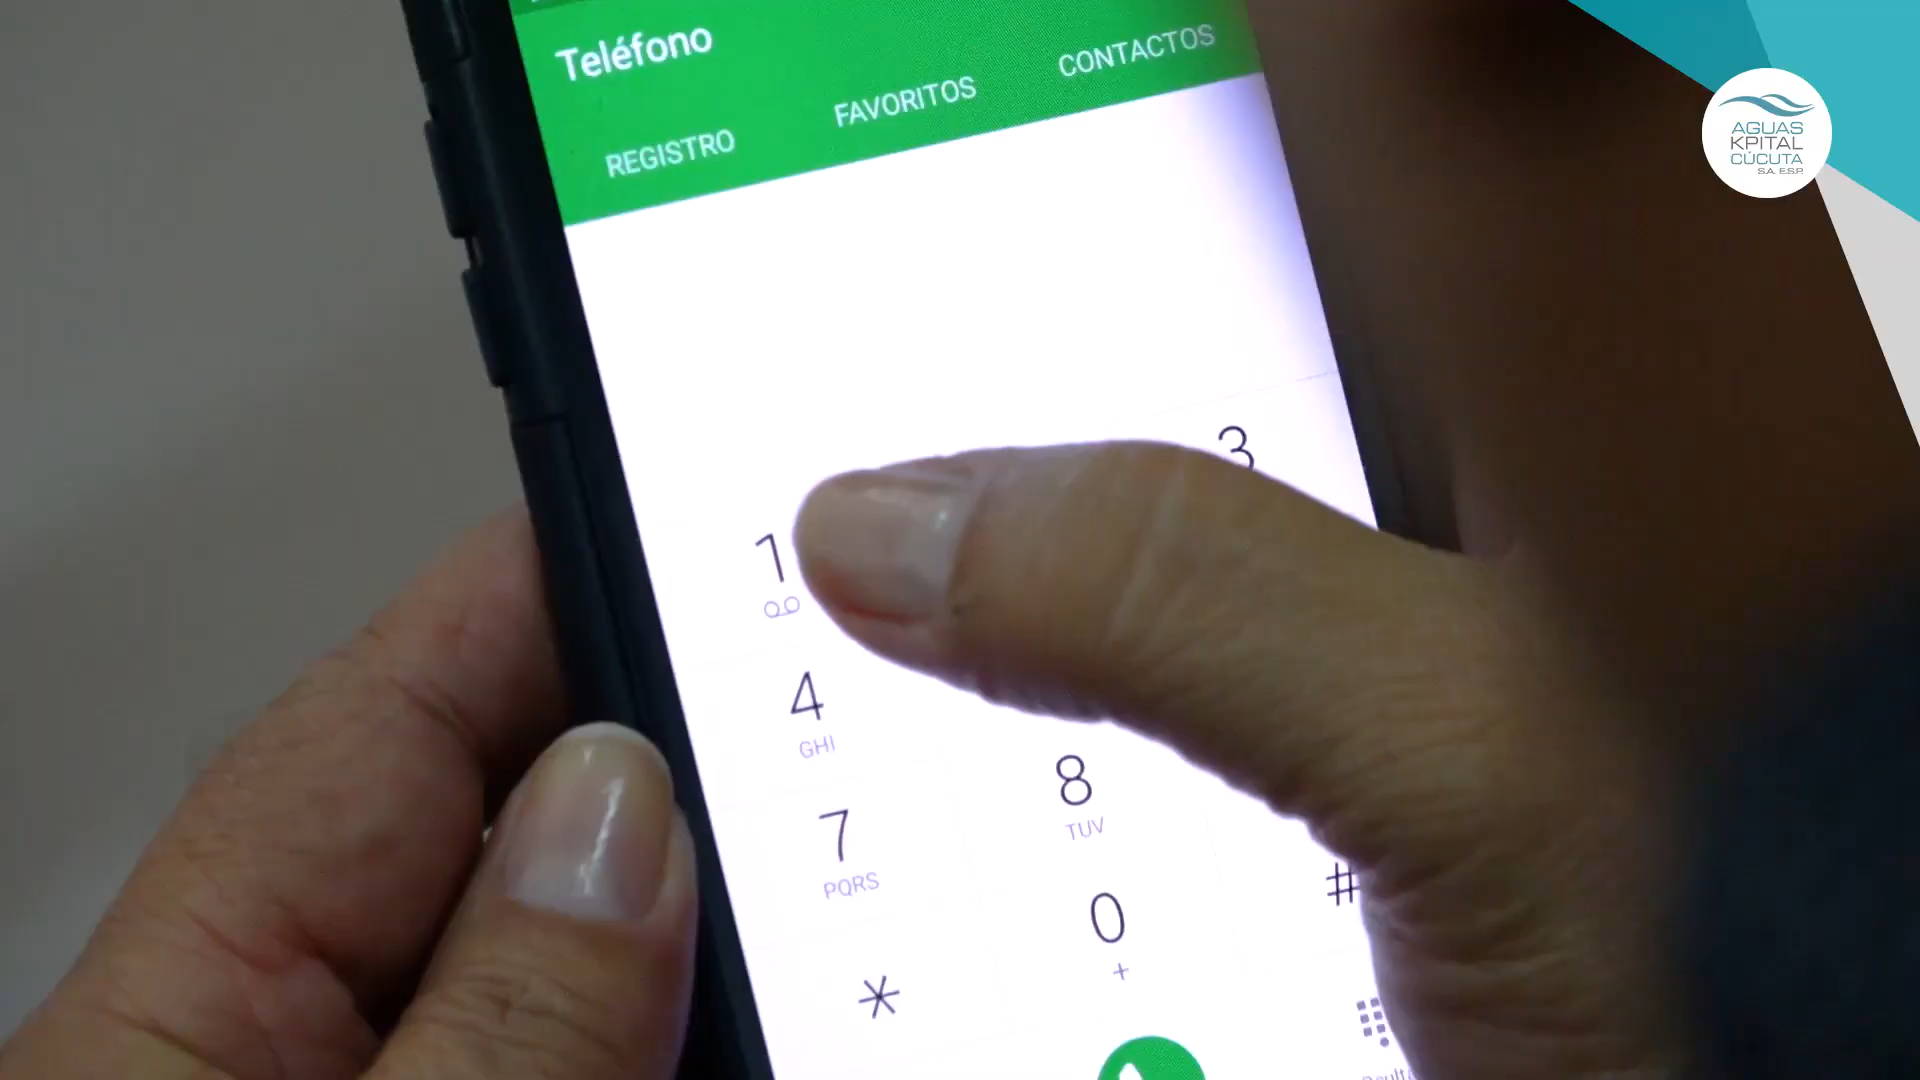 Teléfono
REGISTRO
FAVORITOS
CONTACTOS
AGUAS
KPITAL
CÚCUTA
S.A. E.S.P.
1
3
4
GHI
8
TUV
7
PQRS
0
+
#
*